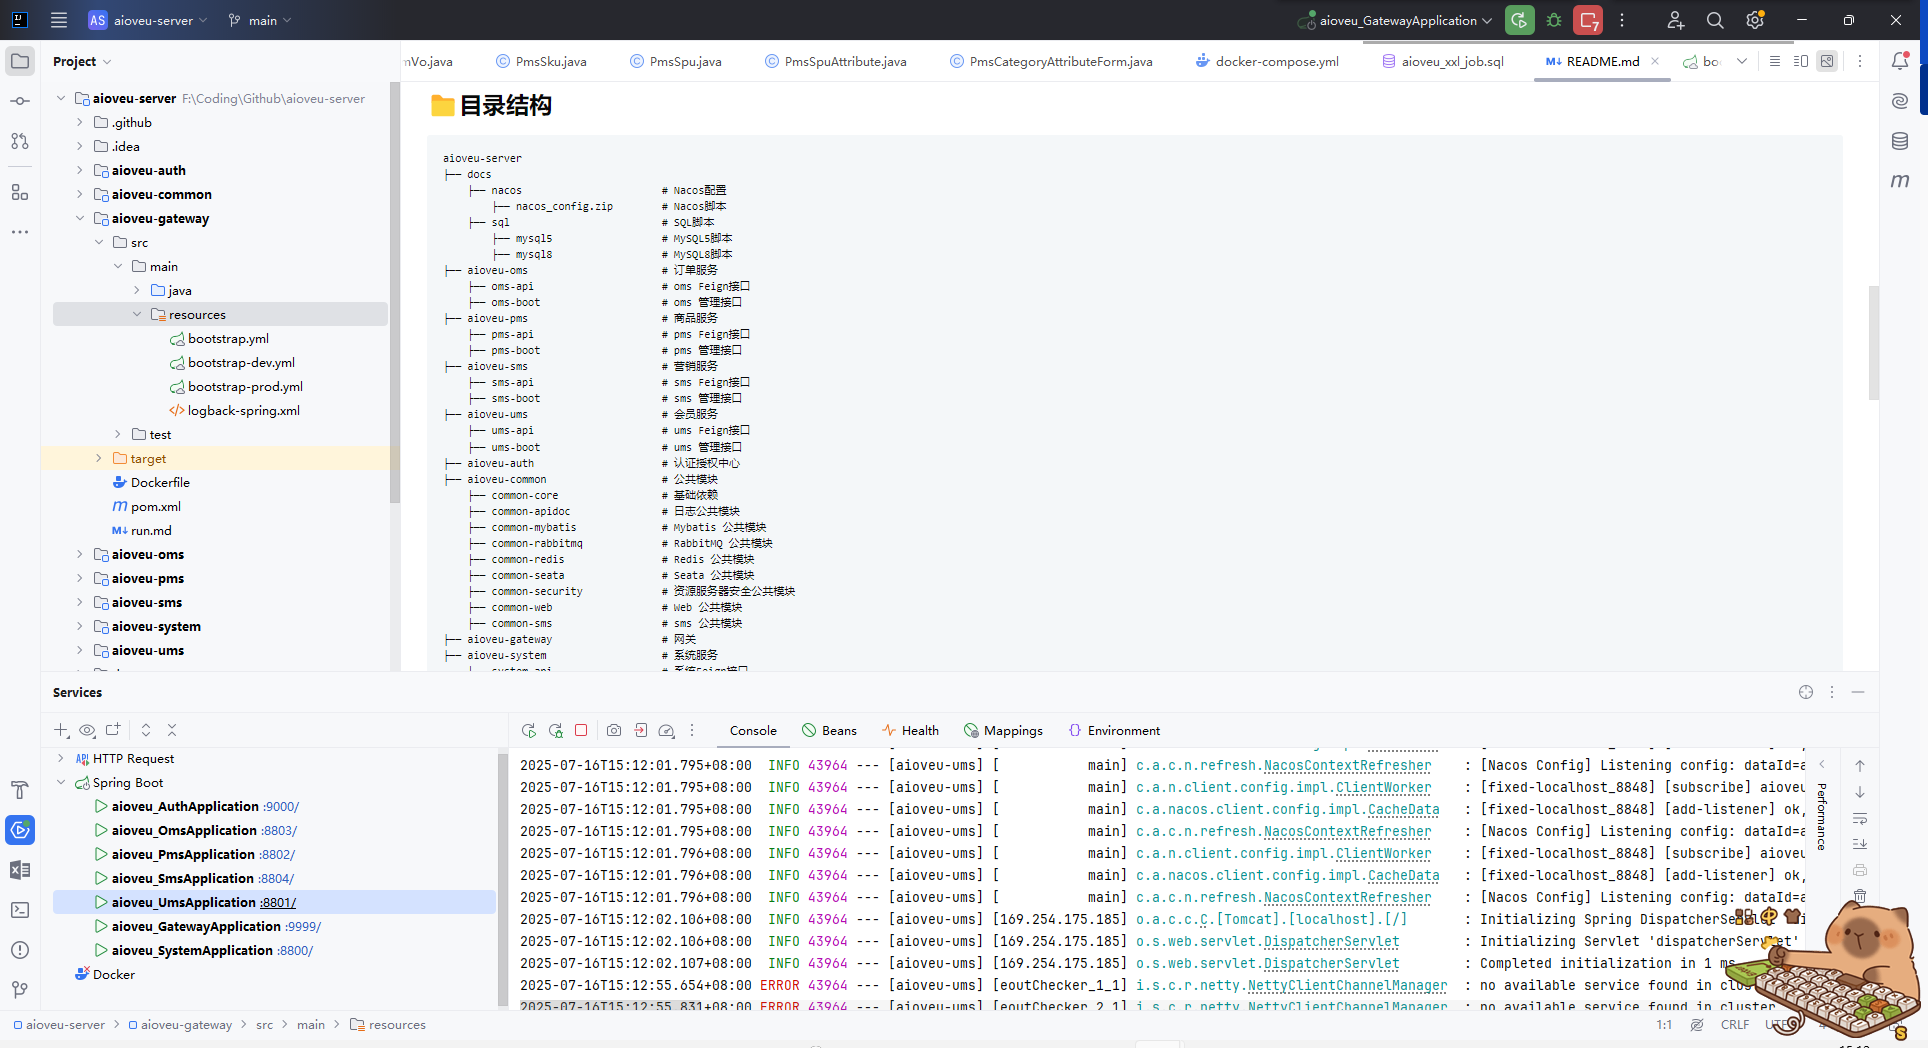 AS aioveu-server main aioveu_GatewayApplication
Project
mVo.java PmsSku.java PmsSpu.java PmsSpuAttribute.java PmsCategoryAttributeForm.java docker-compose.yml aioveu_xxl_job.sql README.md bo
aioveu-server F:\Coding\Github\aioveu-server
.github
.idea
aioveu-auth
aioveu-common
aioveu-gateway
src
main
java
resources
bootstrap.yml
bootstrap-dev.yml
bootstrap-prod.yml
logback-spring.xml
test
target
Dockerfile
pom.xml
run.md
aioveu-oms
aioveu-pms
aioveu-sms
aioveu-system
aioveu-ums
目录结构
aioveu-server
├── docs
├── nacos # Nacos配置
├── nacos_config.zip # Nacos脚本
├── sql # SQL脚本
├── mysql5 # MySQL5脚本
├── mysql8 # MySQL8脚本
├── aioveu-oms # 订单服务
├── oms-api # oms Feign接口
├── oms-boot # oms 管理接口
├── aioveu-pms # 商品服务
├── pms-api # pms Feign接口
├── pms-boot # pms 管理接口
├── aioveu-sms # 营销服务
├── sms-api # sms Feign接口
├── sms-boot # sms 管理接口
├── aioveu-ums # 会员服务
├── ums-api # ums Feign接口
├── ums-boot # ums 管理接口
├── aioveu-auth # 认证授权中心
├── aioveu-common # 公共模块
├── common-core # 基础依赖
├── common-apidoc # 日志公共模块
├── common-mybatis # Mybatis 公共模块
├── common-rabbitmq # RabbitMQ 公共模块
├── common-redis # Redis 公共模块
├── common-seata # Seata 公共模块
├── common-security # 资源服务器安全公共模块
├── common-web # Web 公共模块
├── common-sms # sms 公共模块
├── aioveu-gateway # 网关
├── aioveu-system # 系统服务
├── system-api # 系统Feign接口
Services
Console Beans Health Mappings Environment
HTTP Request
Spring Boot
aioveu_AuthApplication :9000/
aioveu_OmsApplication :8803/
aioveu_PmsApplication :8802/
aioveu_SmsApplication :8804/
aioveu_UmsApplication :8801/
aioveu_GatewayApplication :9999/
aioveu_SystemApplication :8800/
Docker
2025-07-16T15:12:01.795+08:00 INFO 43964 --- [aioveu-ums] [ main] c.a.c.n.refresh.NacosContextRefresher : [Nacos Config] Listening config: dataId=a
2025-07-16T15:12:01.795+08:00 INFO 43964 --- [aioveu-ums] [ main] c.a.n.client.config.impl.ClientWorker : [fixed-localhost_8848] [subscribe] aioveu
2025-07-16T15:12:01.795+08:00 INFO 43964 --- [aioveu-ums] [ main] c.a.nacos.client.config.impl.CacheData : [fixed-localhost_8848] [add-listener] ok,
2025-07-16T15:12:01.795+08:00 INFO 43964 --- [aioveu-ums] [ main] c.a.c.n.refresh.NacosContextRefresher : [Nacos Config] Listening config: dataId=a
2025-07-16T15:12:01.796+08:00 INFO 43964 --- [aioveu-ums] [ main] c.a.n.client.config.impl.ClientWorker : [fixed-localhost_8848] [subscribe] aioveu
2025-07-16T15:12:01.796+08:00 INFO 43964 --- [aioveu-ums] [ main] c.a.nacos.client.config.impl.CacheData : [fixed-localhost_8848] [add-listener] ok,
2025-07-16T15:12:01.796+08:00 INFO 43964 --- [aioveu-ums] [ main] c.a.c.n.refresh.NacosContextRefresher : [Nacos Config] Listening config: dataId=a
2025-07-16T15:12:02.106+08:00 INFO 43964 --- [aioveu-ums] [169.254.175.185] o.a.c.c.C.[Tomcat].[localhost].[/] : Initializing Spring DispatcherSe
2025-07-16T15:12:02.106+08:00 INFO 43964 --- [aioveu-ums] [169.254.175.185] o.s.web.servlet.DispatcherServlet : Initializing Servlet 'dispatcherServlet'
2025-07-16T15:12:02.107+08:00 INFO 43964 --- [aioveu-ums] [169.254.175.185] o.s.web.servlet.DispatcherServlet : Completed initialization in 1 ms
2025-07-16T15:12:55.654+08:00 ERROR 43964 --- [aioveu-ums] [eoutChecker_1_1] i.s.c.r.netty.NettyClientChannelManager : no available service found in clus
2025-07-16T15:12:55.831+08:00 ERROR 43964 --- [aioveu-ums] [eoutChecker_2_1] i.s.c.r.netty.NettyClientChannelManager : no available service found in cluster
Performance
aioveu-server > aioveu-gateway > src > main > resources
1:1 CRLF